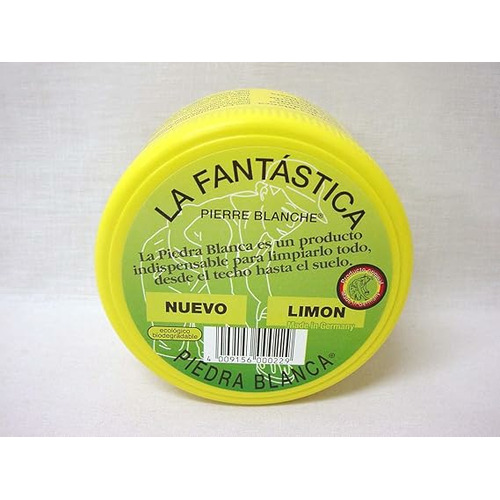 LA FANTÁSTICA
PIERRE BLANCHE®
La Piedra Blanca es un producto
indispensable para limpiarlo todo,
desde el techo hasta el suelo.
NUEVO
LIMON
Made in Germany
ecológico
biodegradable
4 009156 000229
PIEDRA BLANCA®